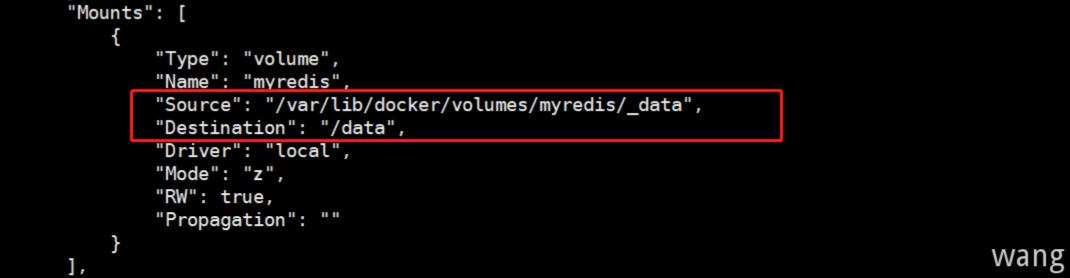 "Mounts": [
{
"Type": "volume",
"Name": "myredis",
"Source": "/var/lib/docker/volumes/myredis/_data",
"Destination": "/data",
"Driver": "local",
"Mode": "z",
"RW": true,
"Propagation": ""
}
],
wang